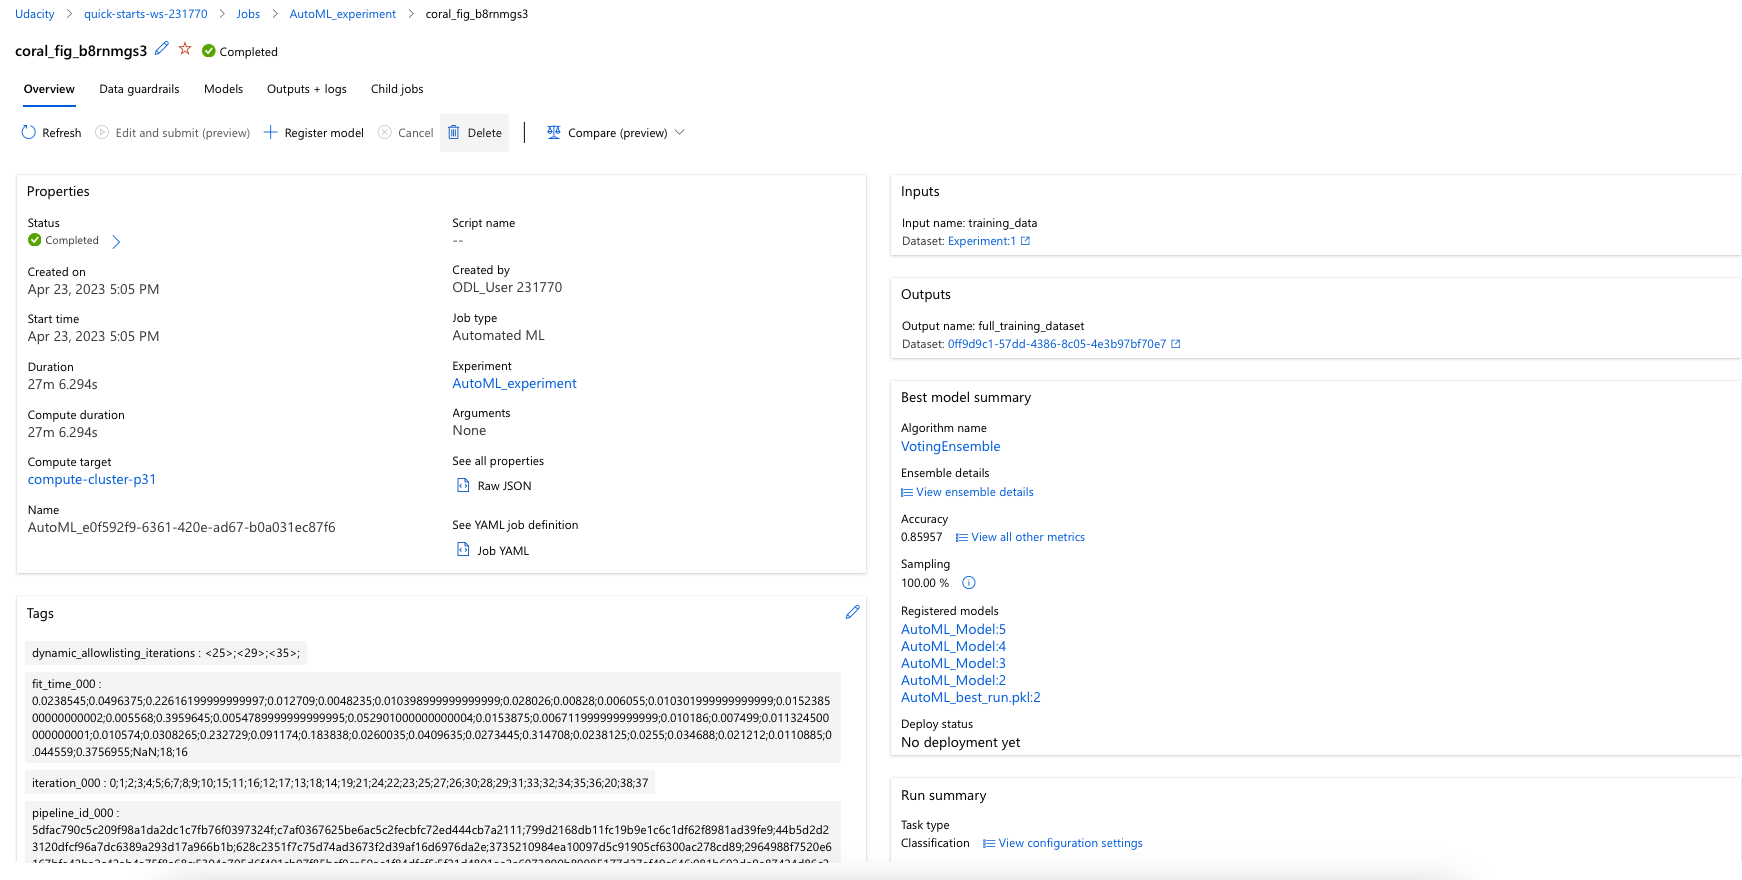 Udacity > quick-starts-ws-231770 > Jobs > AutoML_experiment > coral_fig_b8rnmgs3
coral_fig_b8rnmgs3 Completed
Overview Data guardrails Models Outputs + logs Child jobs
Refresh Edit and submit (preview) Register model Cancel Delete Compare (preview)
Properties
Status
Completed
Created on
Apr 23, 2023 5:05 PM
Start time
Apr 23, 2023 5:05 PM
Duration
27m 6.294s
Compute duration
27m 6.294s
Compute target
compute-cluster-p31
Name
AutoML_e0f592f9-6361-420e-ad67-b0a031ec87f6
Script name
--
Created by
ODL_User 231770
Job type
Automated ML
Experiment
AutoML_experiment
Arguments
None
See all properties
Raw JSON
See YAML job definition
Job YAML
Tags
dynamic_allowlisting_iterations : <25>;<29>;<35>;
fit_time_000 :
0.0238545;0.0496375;0.22616199999999997;0.012709;0.0048235;0.010398999999999999;0.028026;0.00828;0.006055;0.010301999999999999;0.0152385
00000000002;0.005568;0.3959645;0.0054789999999999995;0.052901000000000004;0.0153875;0.006711999999999999;0.010186;0.007499;0.011324500
000000001;0.010574;0.0308265;0.232729;0.091174;0.183838;0.0260035;0.0409635;0.0273445;0.314708;0.0238125;0.0255;0.034688;0.021212;0.0110885;0
.044559;0.3756955;NaN;18;16
iteration_000 : 0;1;2;3;4;5;6;7;8;9;10;15;11;16;12;17;13;18;14;19;21;24;22;23;25;27;26;30;28;29;31;33;32;34;35;36;20;38;37
pipeline_id_000 :
5dfac790c5c209f98a1da2dc1c7fb76f0397324f;c7af0367625be6ac5c2fecbfc72ed444cb7a2111;799d2168db11fc19b9e1c6c1df62f8981ad39fe9;44b5d2d2
3120dfcf96a7dc6389a293d17a966b1b;628c2351f7c75d74ad3673f2d39af16d6976da2e;3735210984ea10097d5c91905cf6300ac278cd89;2964988f7520e6
Inputs
Input name: training_data
Dataset: Experiment:1
Outputs
Output name: full_training_dataset
Dataset: 0ff9d9c1-57dd-4386-8c05-4e3b97bf70e7
Best model summary
Algorithm name
VotingEnsemble
Ensemble details
View ensemble details
Accuracy
0.85957 View all other metrics
Sampling
100.00 %
Registered models
AutoML_Model:5
AutoML_Model:4
AutoML_Model:3
AutoML_Model:2
AutoML_best_run.pkl:2
Deploy status
No deployment yet
Run summary
Task type
Classification View configuration settings